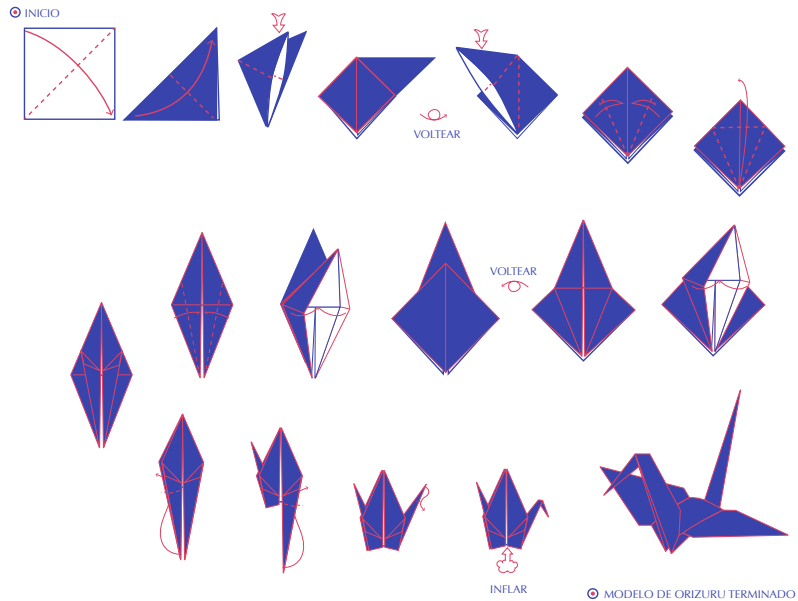 INICIO
VOLTEAR
VOLTEAR
INFLAR
MODELO DE ORIZURU TERMINADO